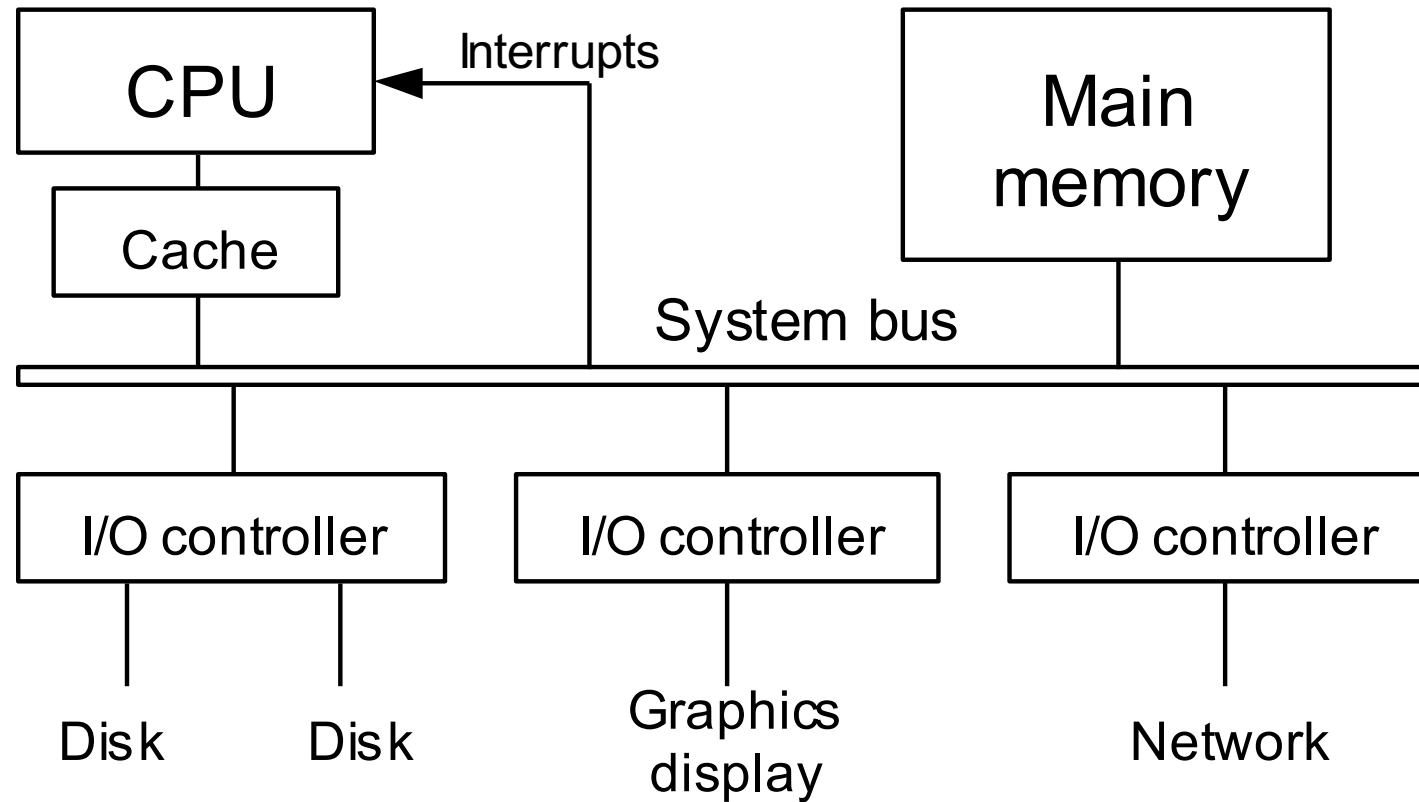 CPU
Interrupts
Main
memory
Cache
System bus
I/O controller
I/O controller
I/O controller
Disk
Disk
Graphics
display
Network